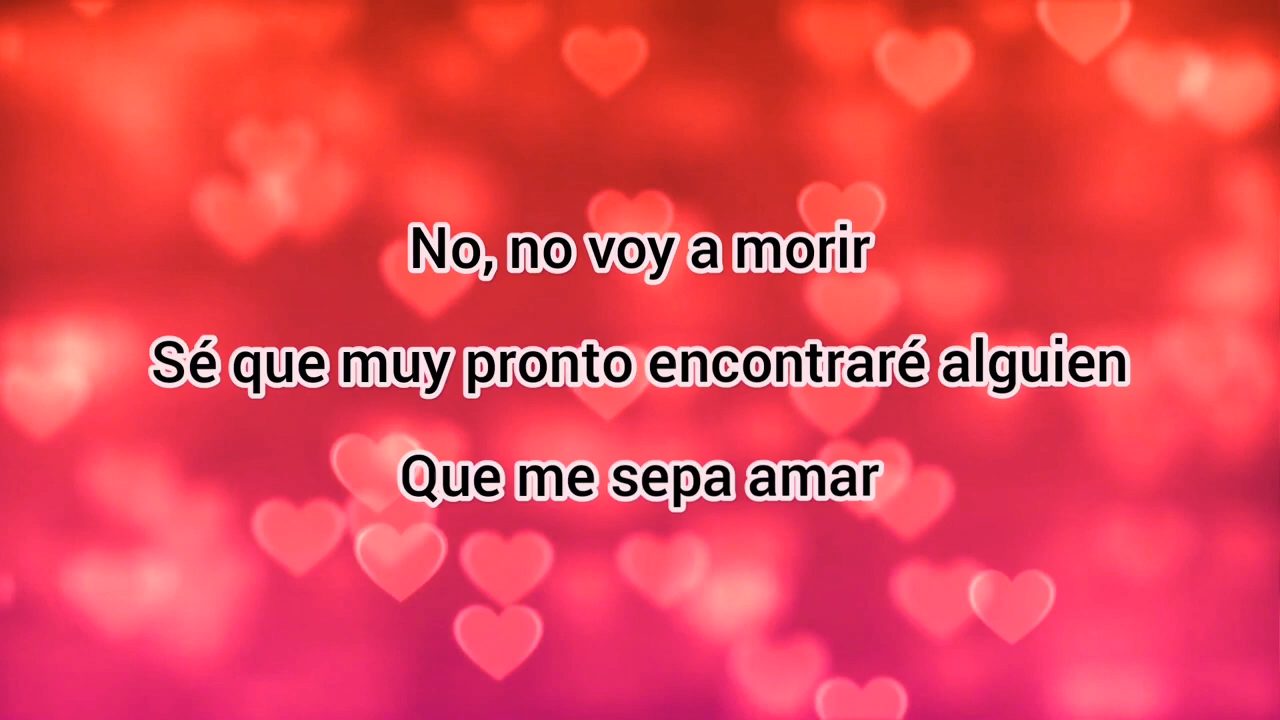 No, no voy a morir
Sé que muy pronto encontraré alguien
Que me sepa amar